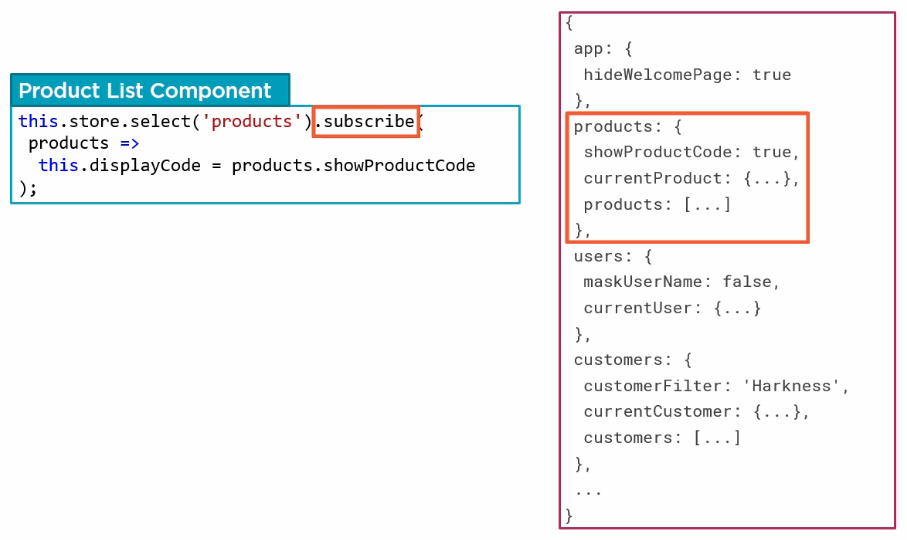 Product List Component
this.store.select('products').subscribe(
products =>
this.displayCode = products.showProductCode
);
{
app: {
hideWelcomePage: true
},
products: {
showProductCode: true,
currentProduct: {...},
products: [...]
},
users: {
maskUserName: false,
currentUser: {...}
},
customers: {
customerFilter: 'Harkness',
currentCustomer: {...},
customers: [...]
},
...
}